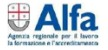 Alfa
Agenzia regionale per il lavoro
la formazione e l'accreditamento